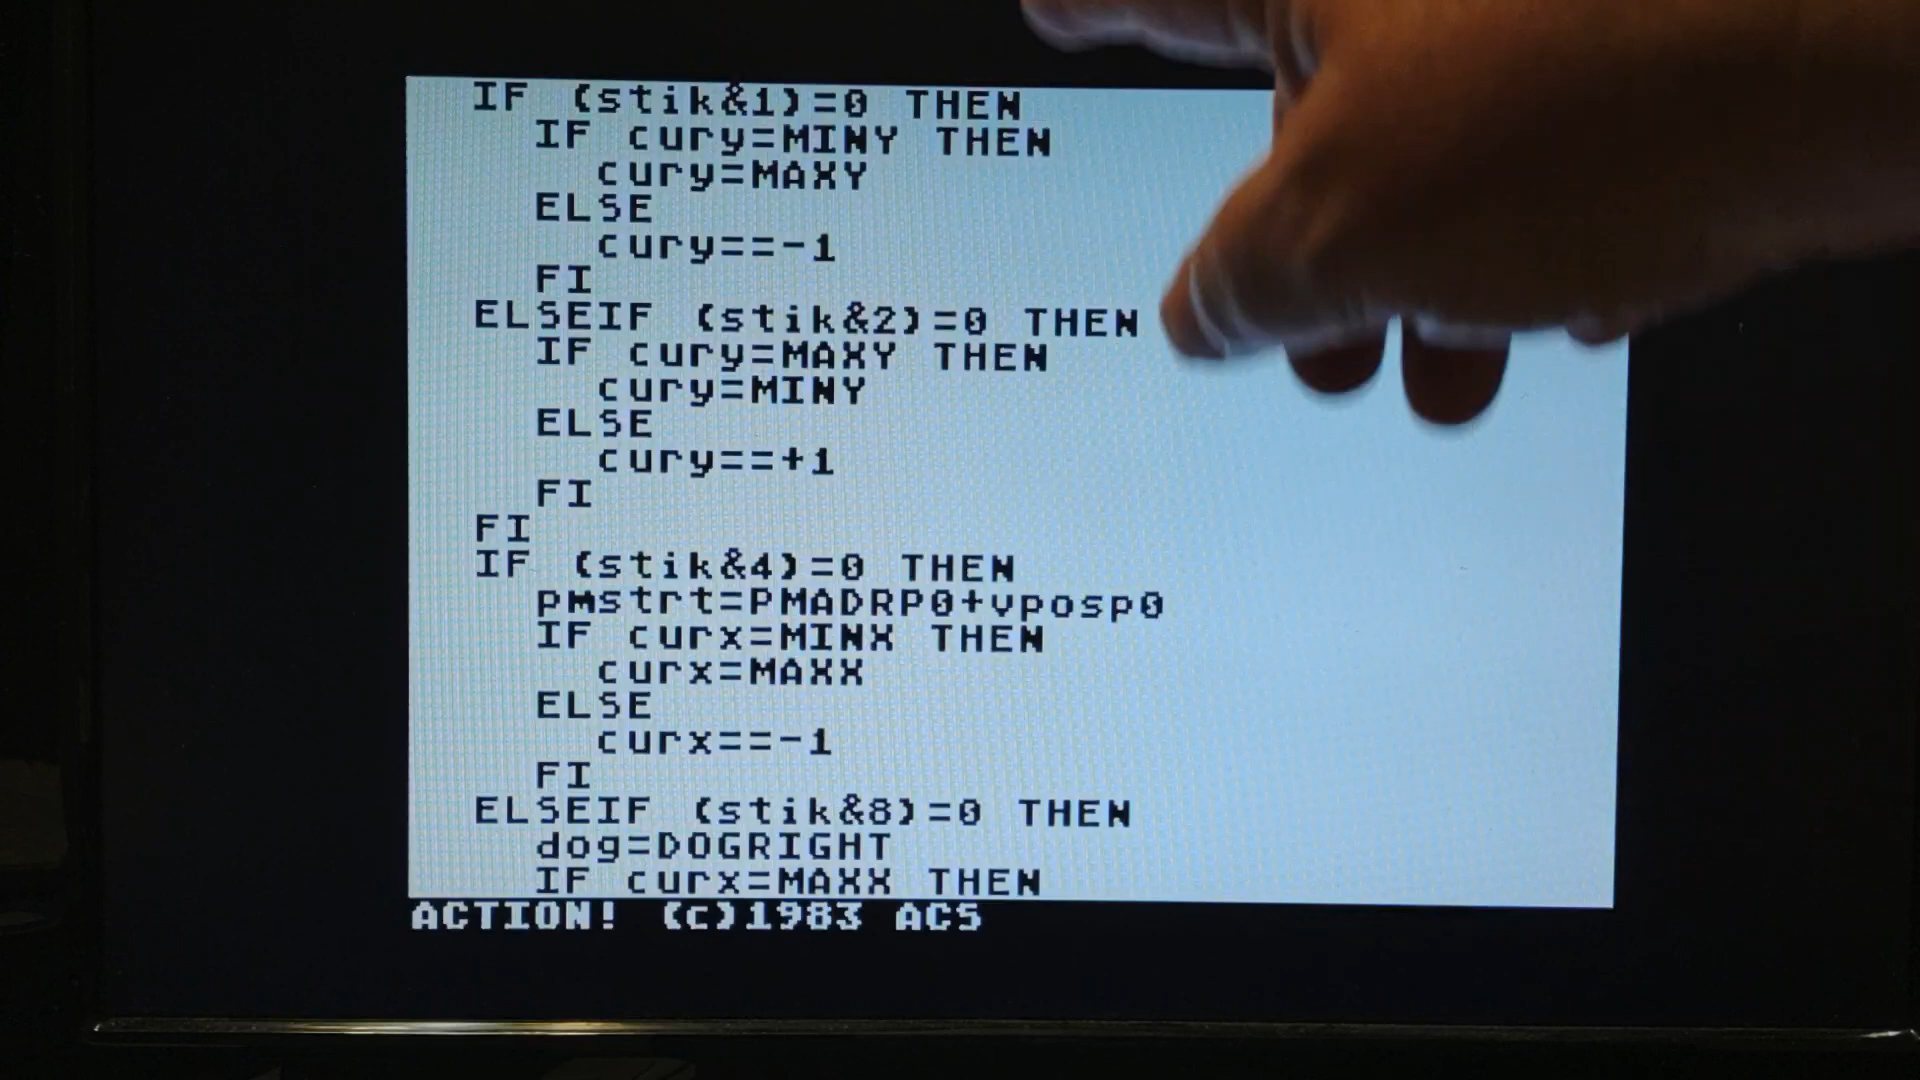 IF (stik&1)=0 THEN
IF cury=MINY THEN
cury=MAXY
ELSE
cury==-1
FI
ELSEIF (stik&2)=0 THEN
IF cury=MAXY THEN
cury=MINY
ELSE
cury==+1
FI
FI
IF (stik&4)=0 THEN
pmstrt=PMADRP0+vposp0
IF curx=MINX THEN
curx=MAXX
ELSE
curx==-1
FI
ELSEIF (stik&8)=0 THEN
dog=DOGRIGHT
IF curx=MAXX THEN
ACTION! (c)1983 ACS